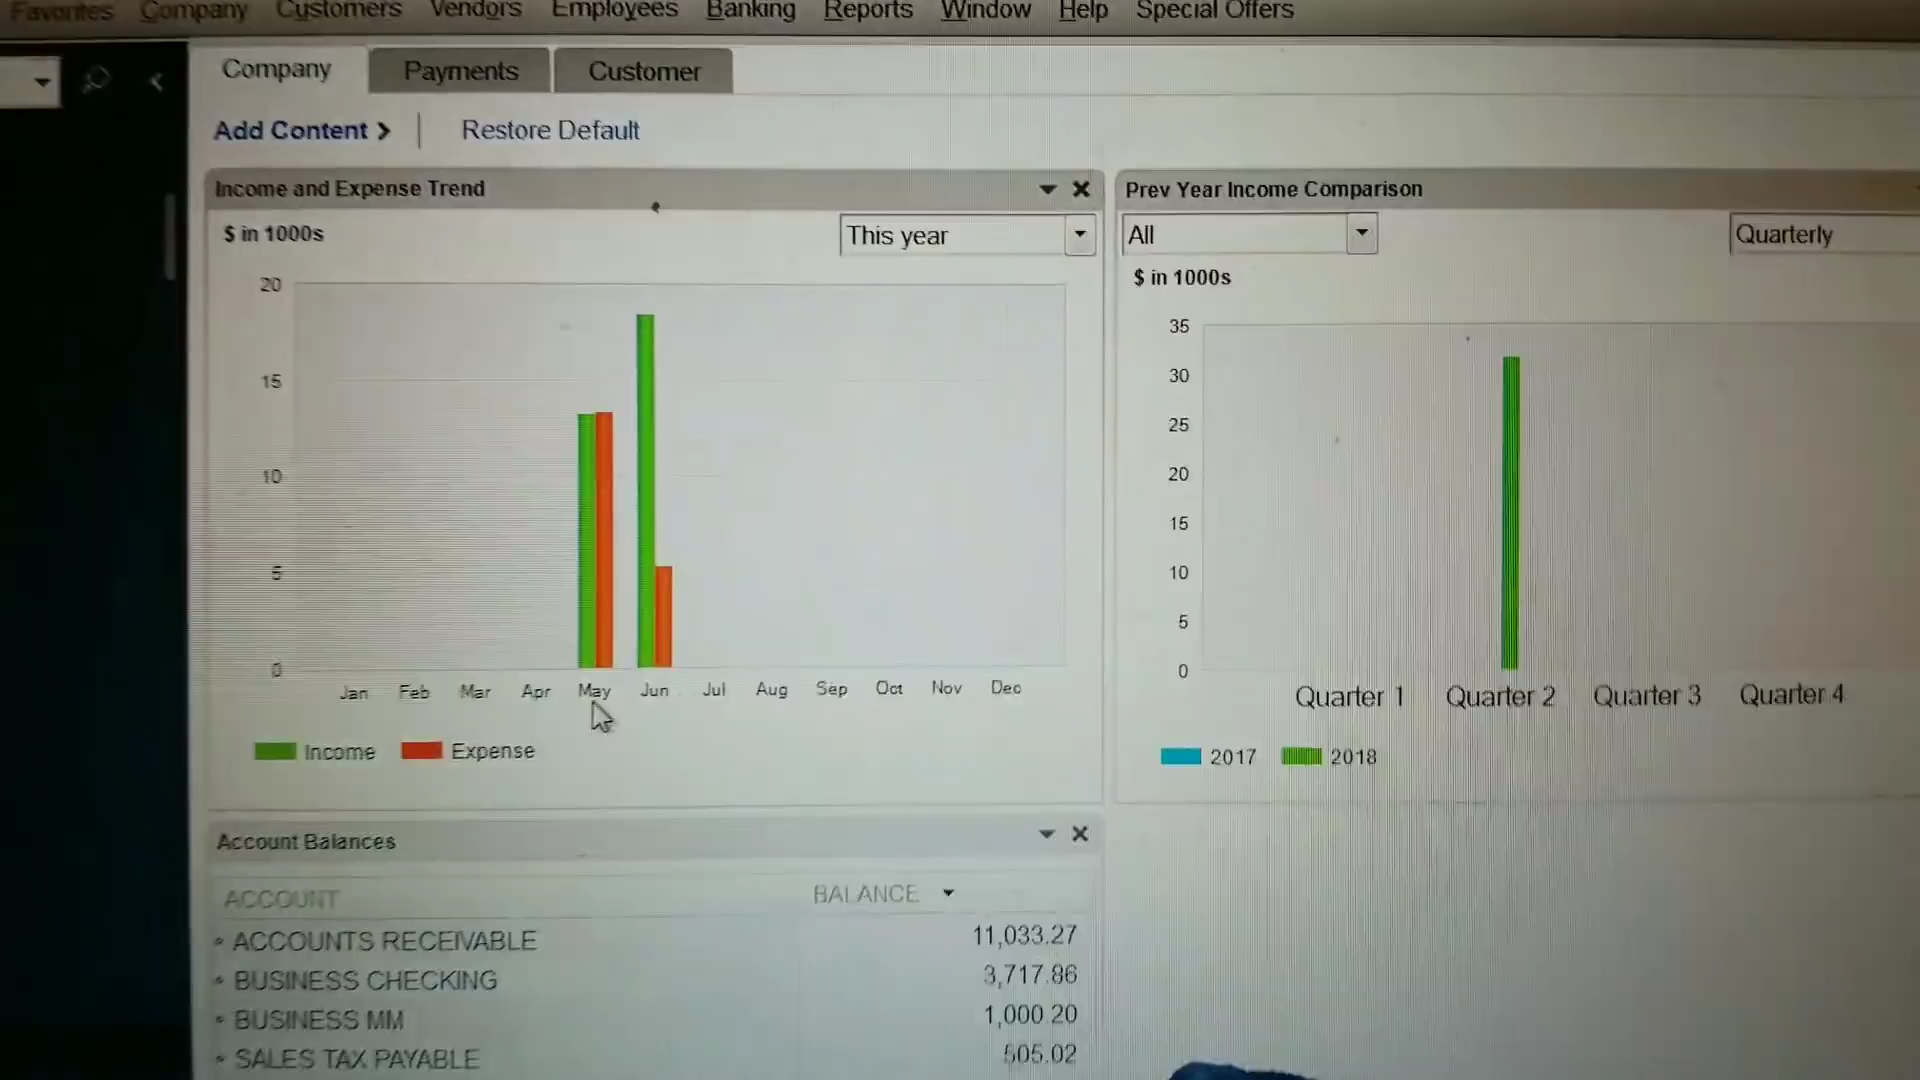 Favorites Company Customers Vendors Employees Banking Reports Window Help Special Offers
Company Payments Customer
Add Content Restore Default
Income and Expense Trend
$ in 1000s
This year
20
15
10
5
0
Jan Feb Mar Apr May Jun Jul Aug Sep Oct Nov Dec
Income Expense
Prev Year Income Comparison
All
Quarterly
$ in 1000s
35
30
25
20
15
10
5
0
Quarter 1 Quarter 2 Quarter 3 Quarter 4
2017 2018
Account Balances
ACCOUNT BALANCE
ACCOUNTS RECEIVABLE 11,033.27
BUSINESS CHECKING 3,717.86
BUSINESS MM 1,000.20
SALES TAX PAYABLE 505.02